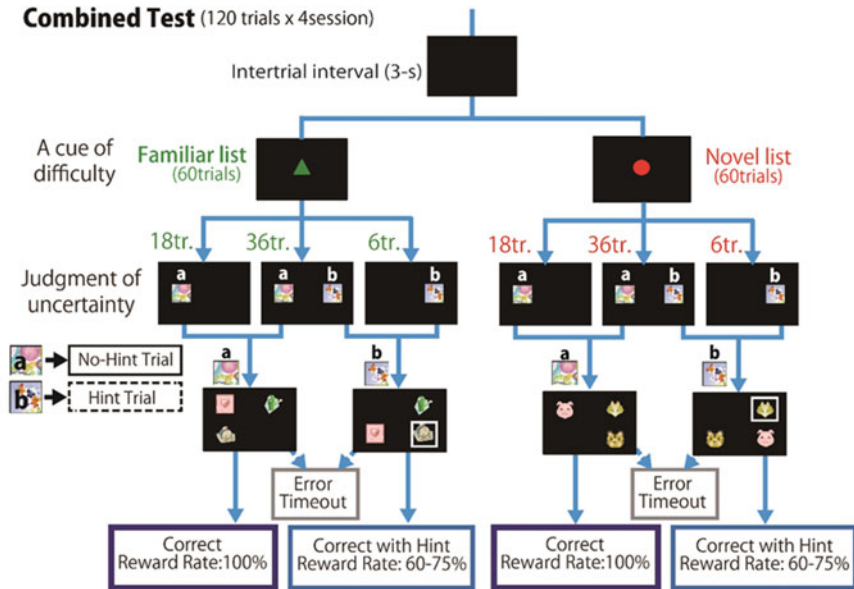 Combined Test (120 trials x 4session)
Intertrial interval (3-s)
A cue of
difficulty
Familiar list
(60trials)
Novel list
(60trials)
18tr.
36tr.
6tr.
18tr.
36tr.
6tr.
Judgment of
uncertainty
a
a
b
b
a
a
b
b
a
No-Hint Trial
b
Hint Trial
a
b
a
b
Error
Timeout
Error
Timeout
Correct
Reward Rate:100%
Correct with Hint
Reward Rate: 60-75%
Correct
Reward Rate:100%
Correct with Hint
Reward Rate: 60-75%